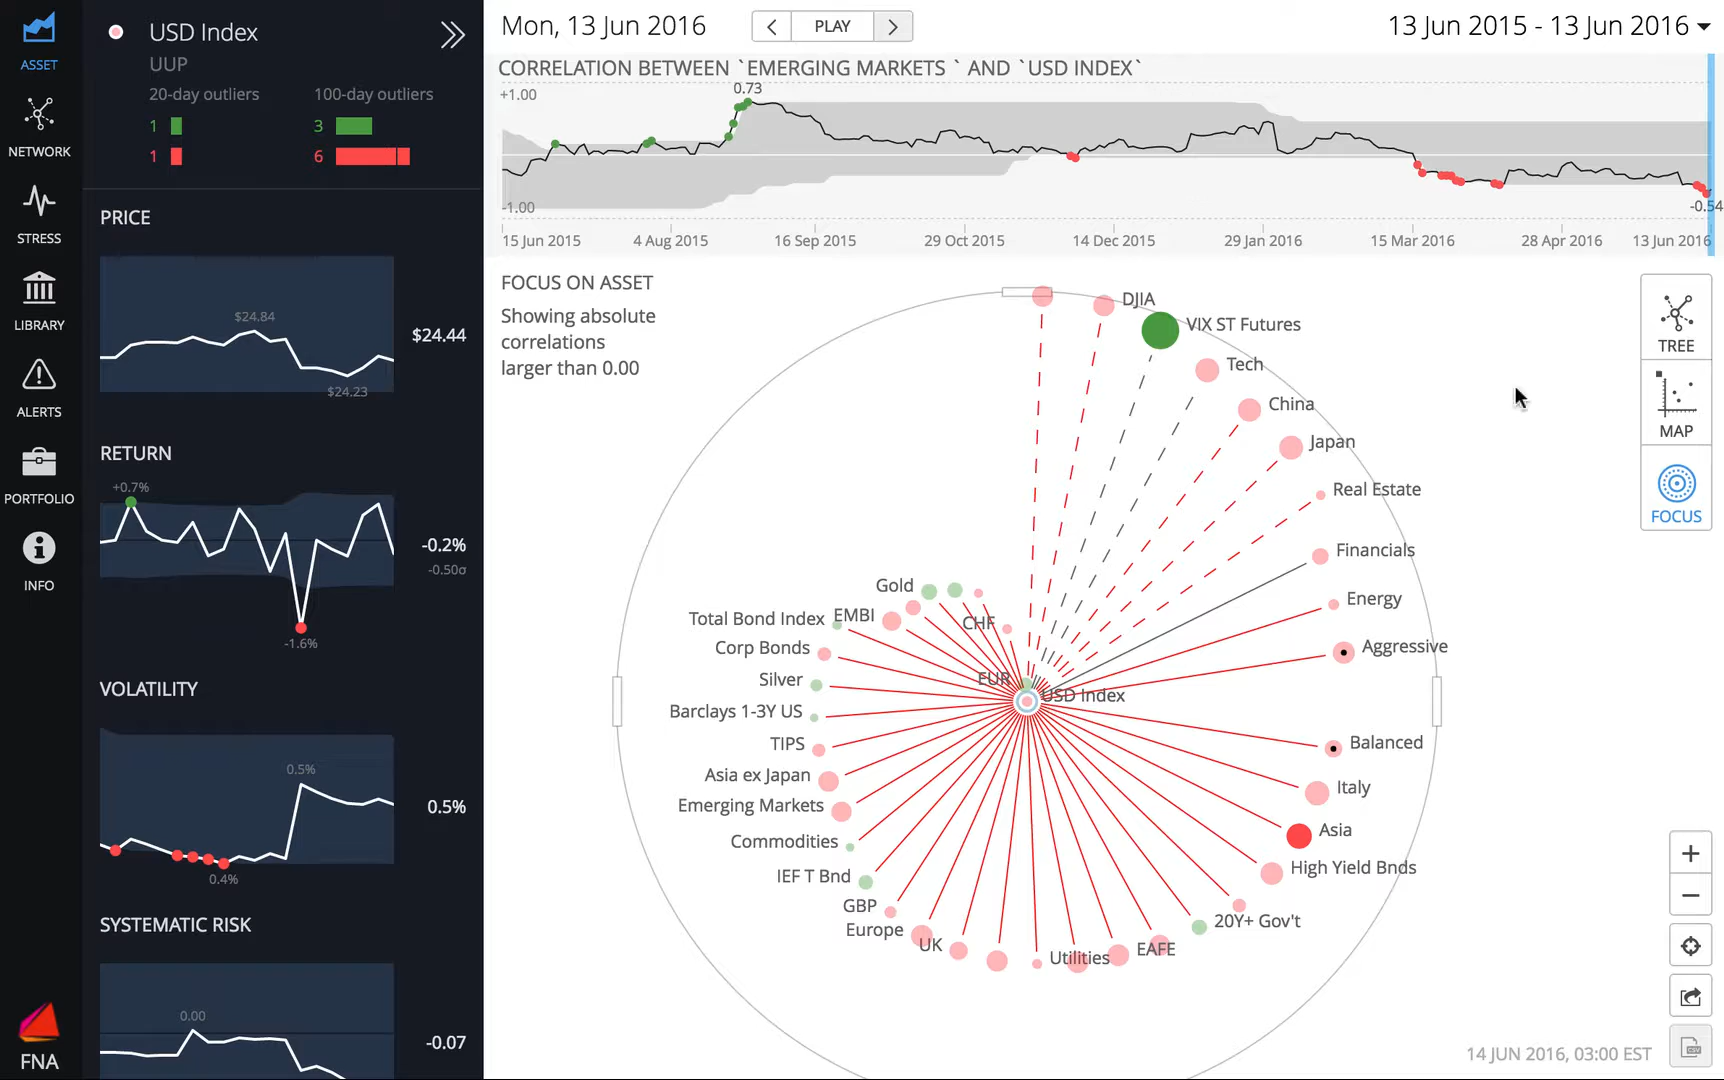 ASSET
NETWORK
STRESS
LIBRARY
ALERTS
PORTFOLIO
INFO
FNA
USD Index
UUP
20-day outliers
100-day outliers
1
3
1
6
PRICE
$24.84
$24.44
$24.23
RETURN
+0.7%
-0.2%
-0.50σ
-1.6%
VOLATILITY
0.5%
0.5%
0.4%
SYSTEMATIC RISK
0.00
-0.07
Mon, 13 Jun 2016
PLAY
13 Jun 2015 - 13 Jun 2016
CORRELATION BETWEEN `EMERGING MARKETS ` AND `USD INDEX`
+1.00
0.73
-1.00
-0.54
15 Jun 2015
4 Aug 2015
16 Sep 2015
29 Oct 2015
14 Dec 2015
29 Jan 2016
15 Mar 2016
28 Apr 2016
13 Jun 2016
FOCUS ON ASSET
Showing absolute
correlations
larger than 0.00
DJIA
VIX ST Futures
Tech
China
Japan
Real Estate
Financials
Energy
Aggressive
USD Index
Balanced
Italy
Asia
High Yield Bnds
20Y+ Gov't
EAFE
Utilities
UK
Europe
GBP
IEF T Bnd
Commodities
Emerging Markets
Asia ex Japan
TIPS
Barclays 1-3Y US
Silver
Corp Bonds
Total Bond Index
EMBI
Gold
CHF
EUR
TREE
MAP
FOCUS
+
−
CSV
14 JUN 2016, 03:00 EST